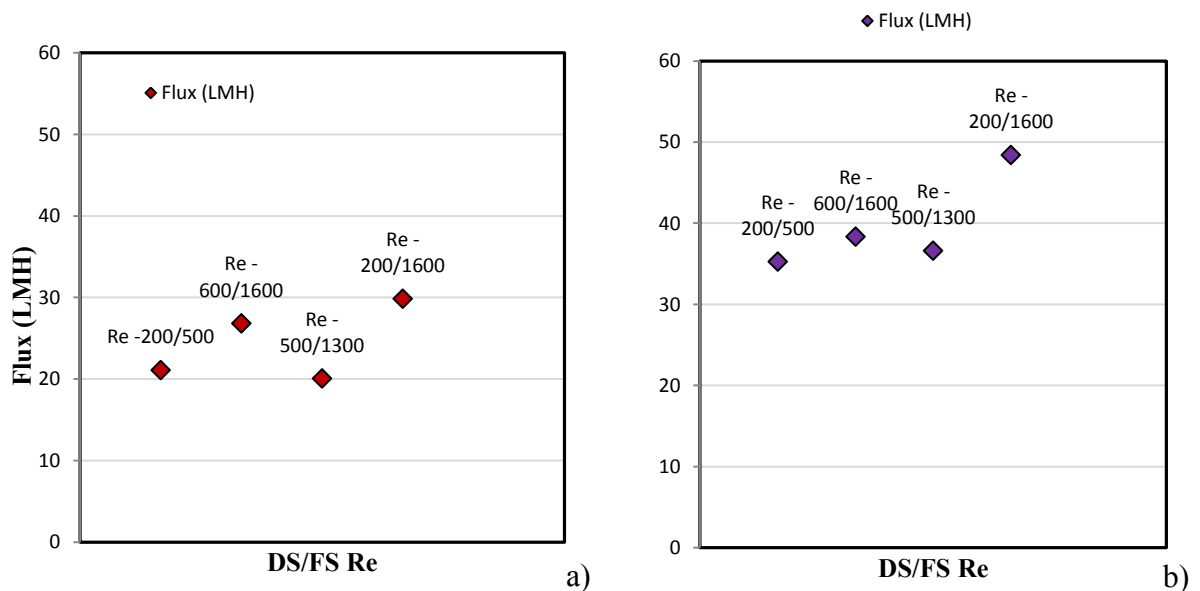 Flux (LMH)
60
50
40
30
20
10
0
Flux (LMH)
Re -200/500
Re -
600/1600
Re -
500/1300
Re -
200/1600
DS/FS Re
a)
Flux (LMH)
60
50
40
30
20
10
0
Re -
200/500
Re -
600/1600
Re -
500/1300
Re -
200/1600
DS/FS Re
b)